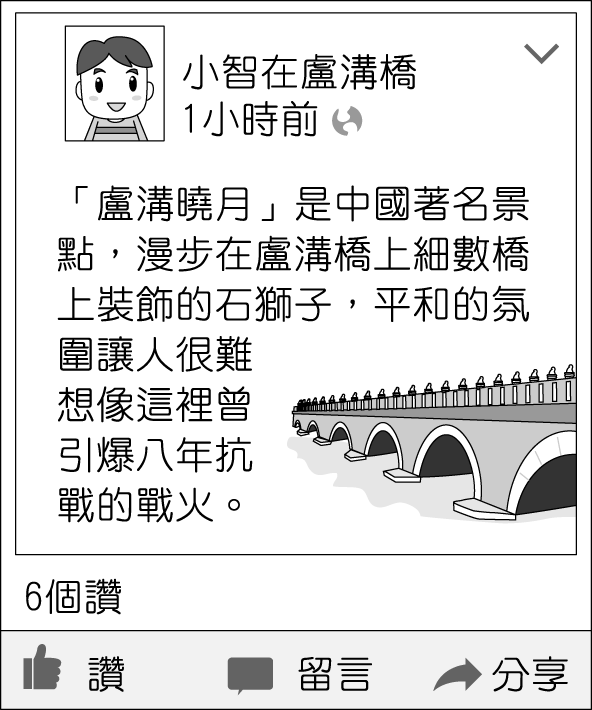 小智在盧溝橋
1小時前
「盧溝曉月」是中國著名景
點，漫步在盧溝橋上細數橋
上裝飾的石獅子，平和的氛
圍讓人很難
想像這裡曾
引爆八年抗
戰的戰火。
6個讚
讚 留言 分享